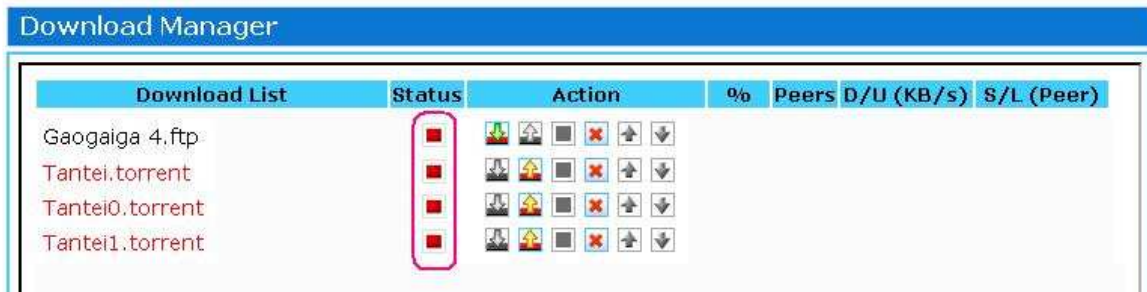 Download Manager
Download List Status Action % Peers D/U (KB/s) S/L (Peer)
Gaogaiga 4.ftp
Tantei.torrent
Tantei0.torrent
Tantei1.torrent